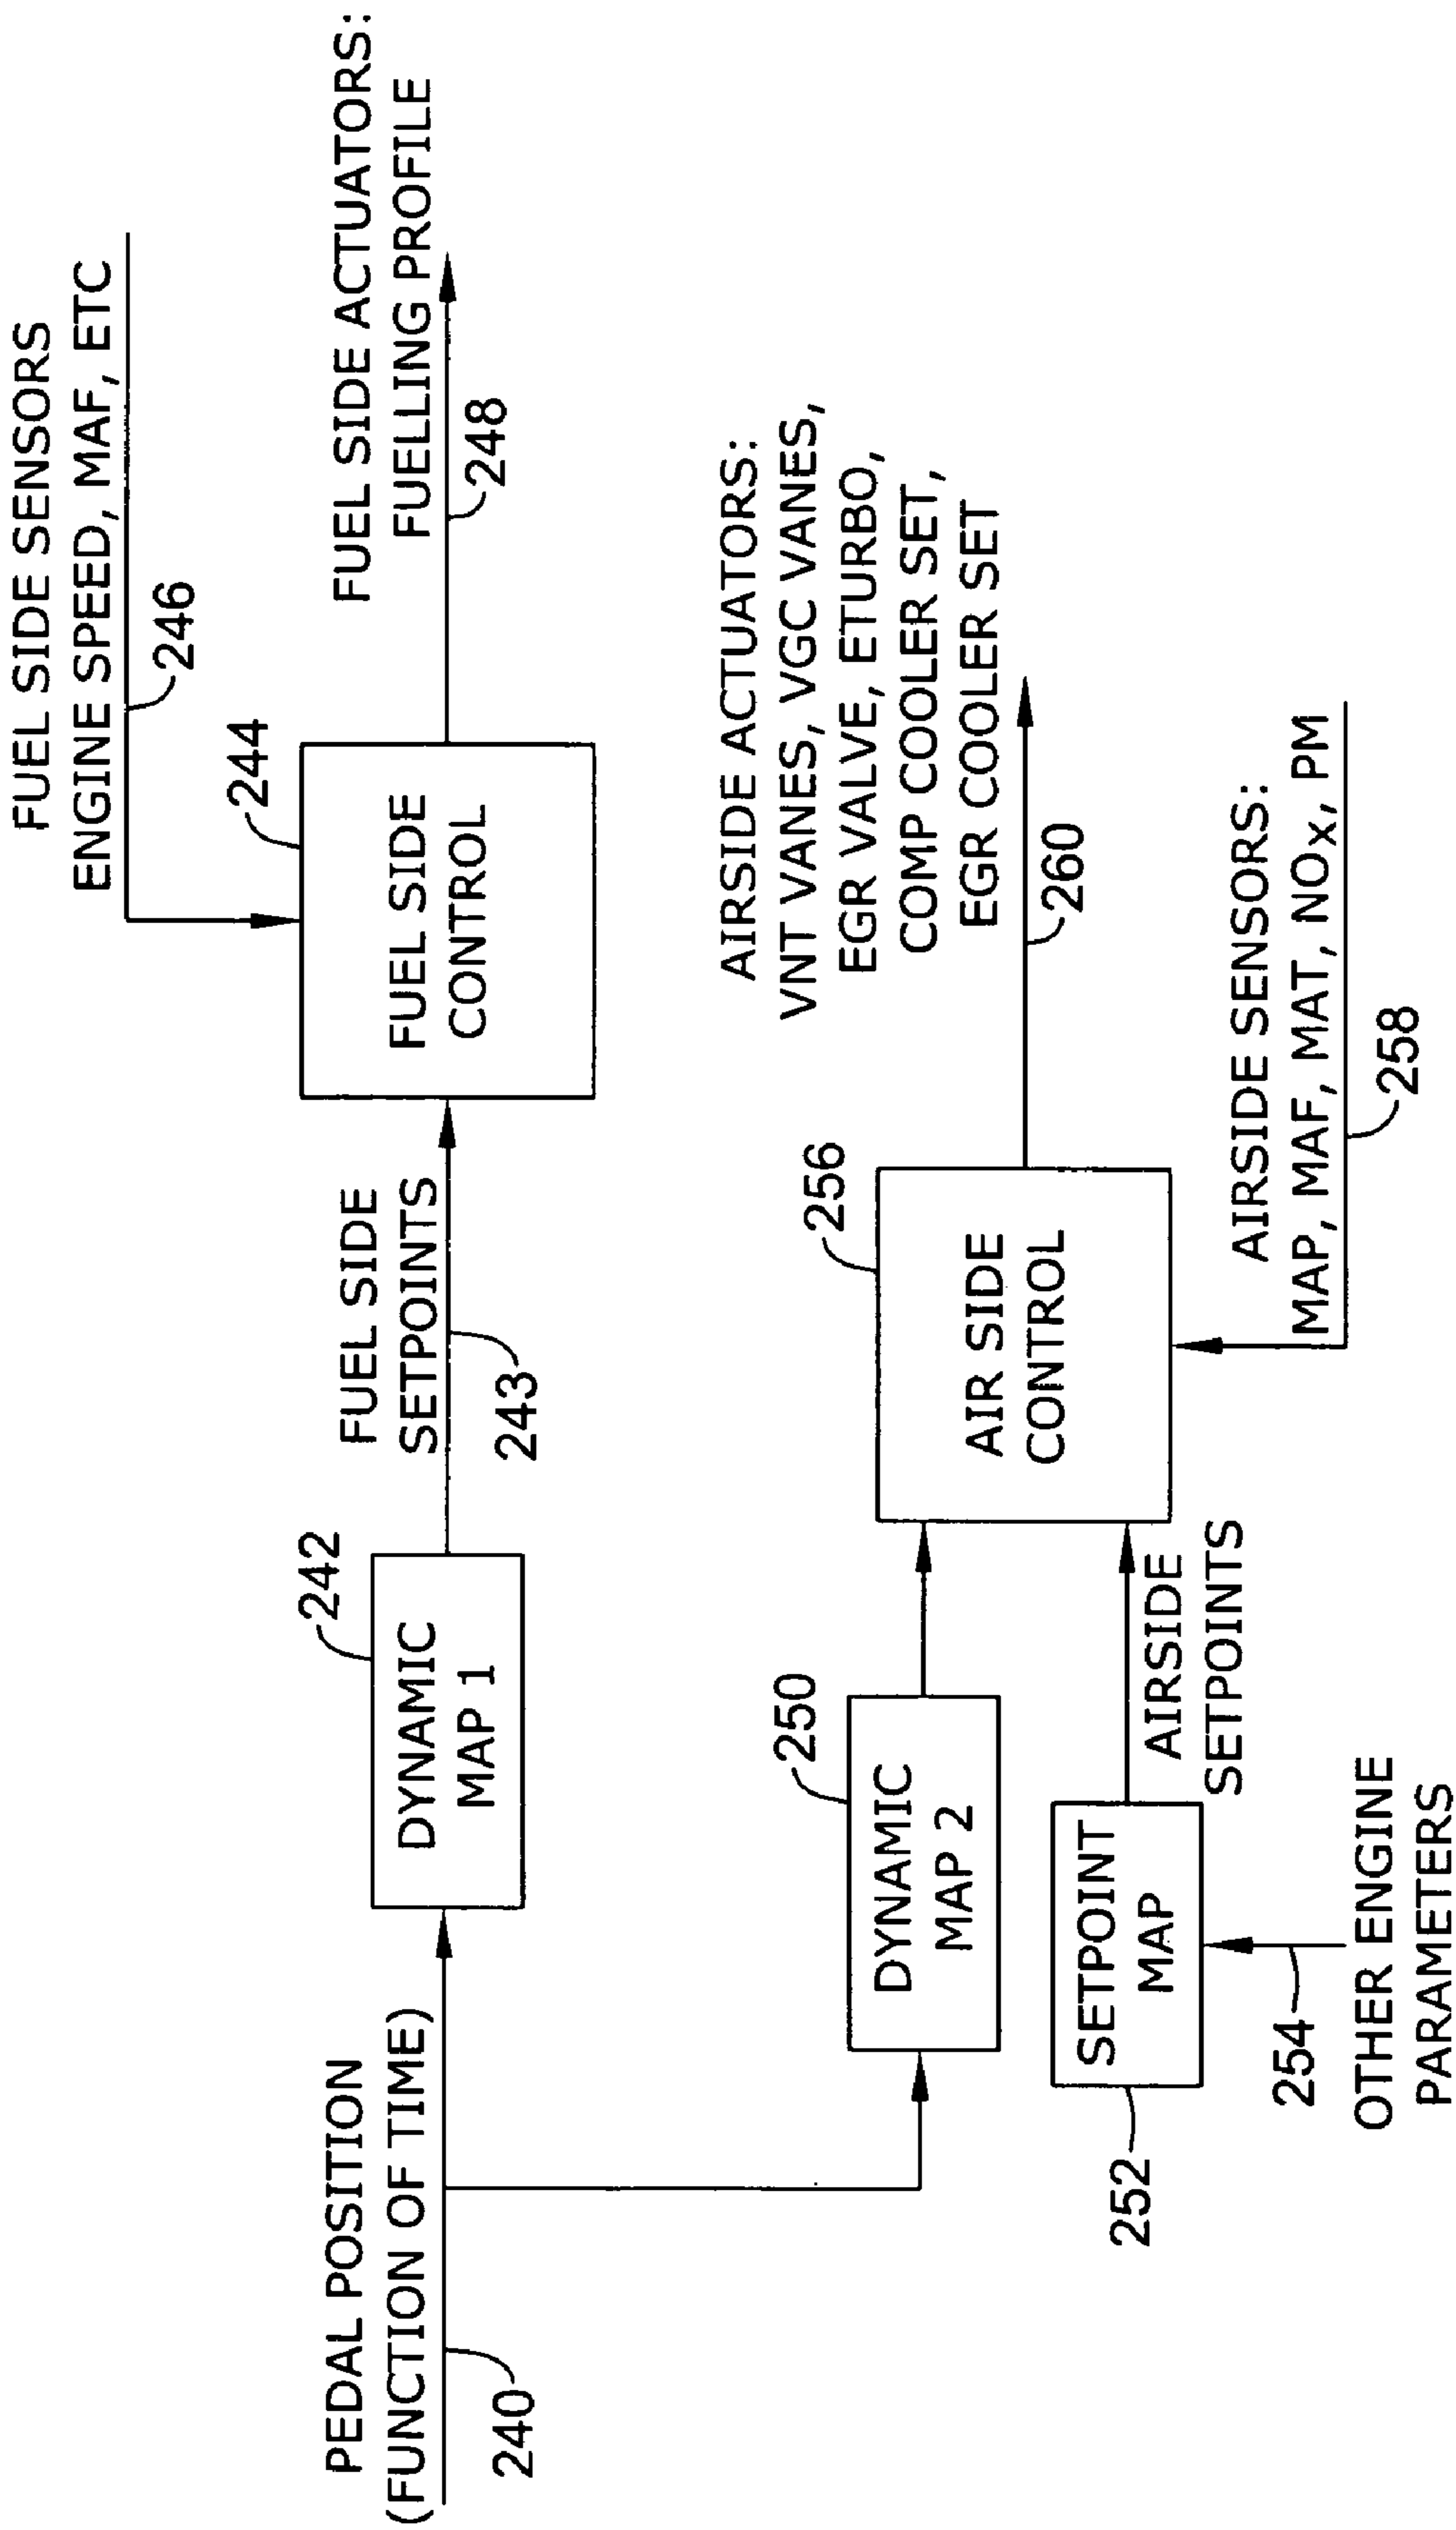 FUEL SIDE SENSORS
ENGINE SPEED, MAF, ETC
246
PEDAL POSITION
(FUNCTION OF TIME)
240
242
DYNAMIC
MAP 1
FUEL SIDE
SETPOINTS
243
244
FUEL SIDE
CONTROL
FUEL SIDE ACTUATORS:
FUELLING PROFILE
248
250
DYNAMIC
MAP 2
252
SETPOINT
MAP
254
OTHER ENGINE
PARAMETERS
AIRSIDE
SETPOINTS
256
AIR SIDE
CONTROL
AIRSIDE ACTUATORS:
VNT VANES, VGC VANES,
EGR VALVE, ETURBO,
COMP COOLER SET,
EGR COOLER SET
260
AIRSIDE SENSORS:
MAP, MAF, MAT, NOX, PM
258